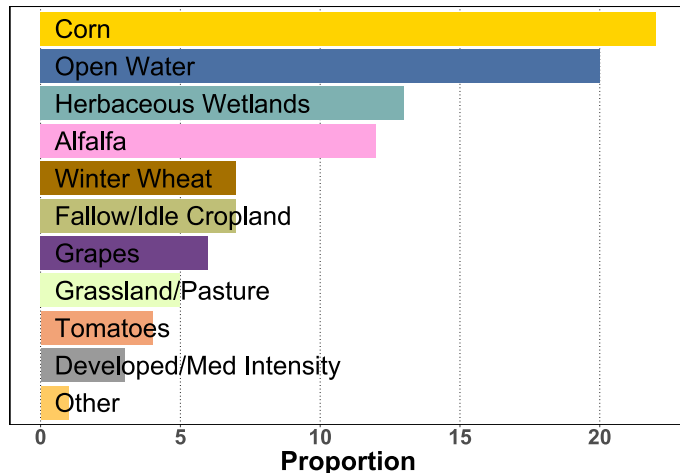 Corn
Open Water
Herbaceous Wetlands
Alfalfa
Winter Wheat
Fallow/Idle Cropland
Grapes
Grassland/Pasture
Tomatoes
Developed/Med Intensity
Other
0 5 10 15 20
Proportion